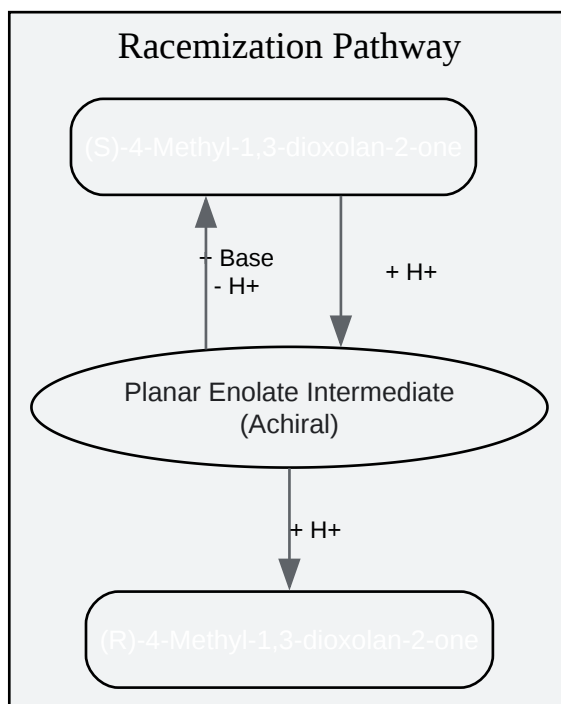 Racemization Pathway
(S)-4-Methyl-1,3-dioxolan-2-one
+ Base
- H+
+ H+
Planar Enolate Intermediate
(Achiral)
+ H+
(R)-4-Methyl-1,3-dioxolan-2-one